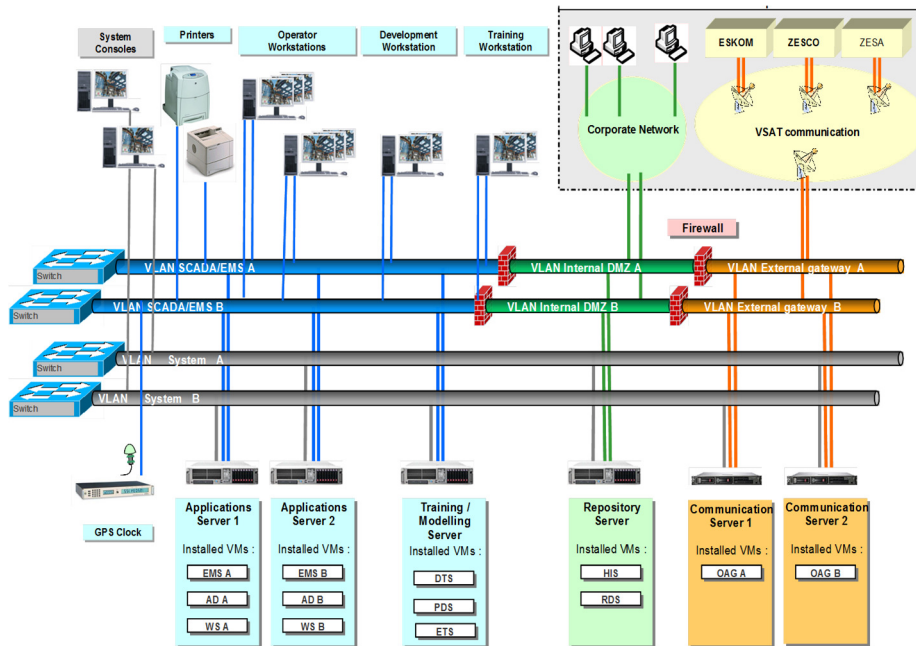 System
Consoles
Printers
Operator
Workstations
Development
Workstation
Training
Workstation
ESKOM
ZESCO
ZESA
Corporate Network
VSAT communication
Firewall
Switch
VLAN SCADA/EMS A
VLAN Internal DMZ A
VLAN External gateway A
Switch
VLAN SCADA/EMS B
VLAN Internal DMZ B
VLAN External gateway B
Switch
VLAN System A
Switch
VLAN System B
GPS Clock
Applications
Server 1
Installed VMs :
EMS A
AD A
WS A
Applications
Server 2
Installed VMs :
EMS B
AD B
WS B
Training /
Modelling
Server
Installed VMs :
DTS
PDS
ETS
Repository
Server
Installed VMs :
HIS
RDS
Communication
Server 1
Installed VMs :
OAG A
Communication
Server 2
Installed VMs :
OAG B